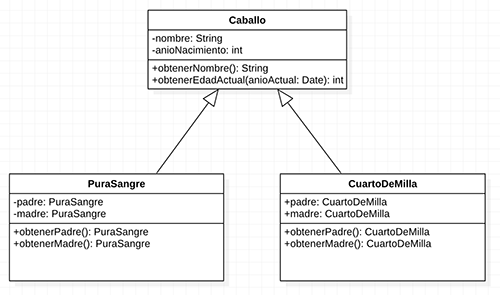 Caballo
-nombre: String
-anioNacimiento: int
+obtenerNombre(): String
+obtenerEdadActual(anioActual: Date): int
PuraSangre
-padre: PuraSangre
-madre: PuraSangre
+obtenerPadre(): PuraSangre
+obtenerMadre(): PuraSangre
CuartoDeMilla
+padre: CuartoDeMilla
+madre: CuartoDeMilla
+obtenerPadre(): CuartoDeMilla
+obtenerMadre(): CuartoDeMilla